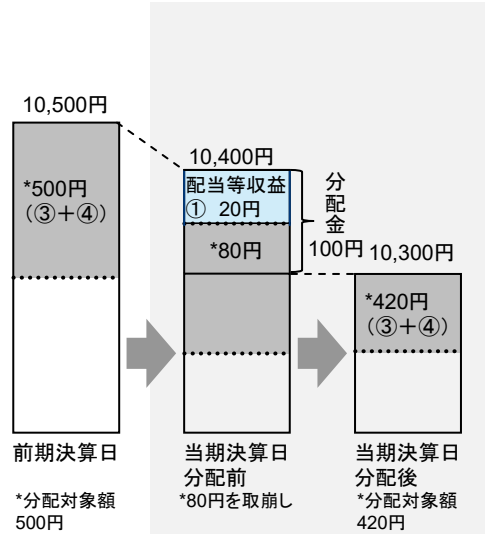 10,500円
*500円
（③＋④）
前期決算日
*分配対象額
500円
10,400円
配当等収益
① 20円
*80円
分配金
100円
当期決算日
分配前
*80円を取崩し
10,300円
*420円
（③＋④）
当期決算日
分配後
*分配対象額
420円